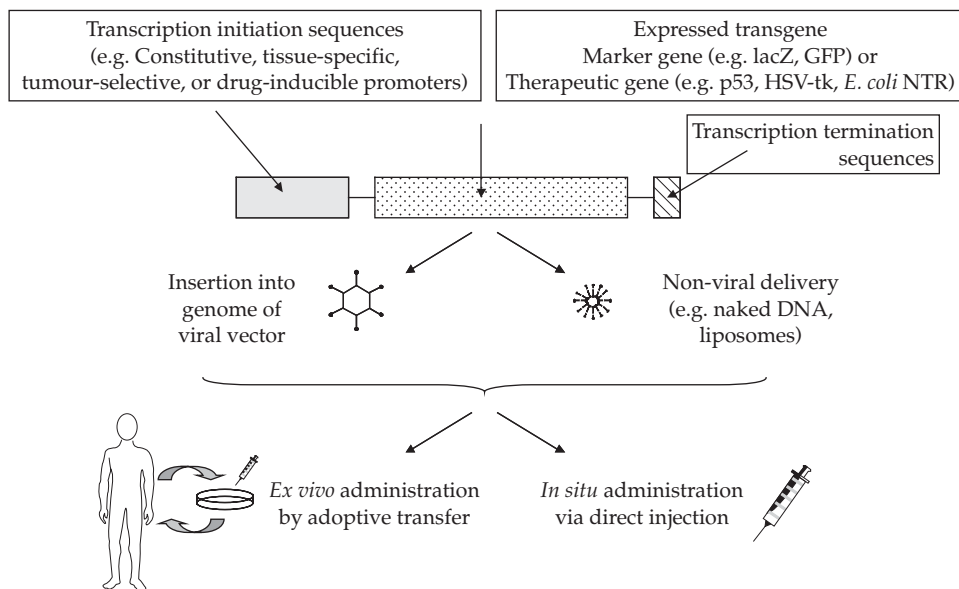 Transcription initiation sequences
(e.g. Constitutive, tissue-specific,
tumour-selective, or drug-inducible promoters)
Expressed transgene
Marker gene (e.g. lacZ, GFP) or
Therapeutic gene (e.g. p53, HSV-tk, E. coli NTR)
Transcription termination
sequences
Insertion into
genome of
viral vector
Non-viral delivery
(e.g. naked DNA,
liposomes)
Ex vivo administration
by adoptive transfer
In situ administration
via direct injection